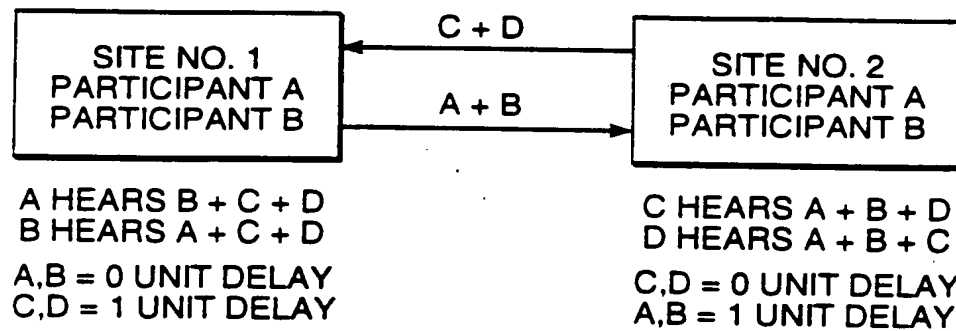 C + D
SITE NO. 1
PARTICIPANT A
PARTICIPANT B
A + B
SITE NO. 2
PARTICIPANT A
PARTICIPANT B
A HEARS B + C + D
B HEARS A + C + D
A,B = 0 UNIT DELAY
C,D = 1 UNIT DELAY
C HEARS A + B + D
D HEARS A + B + C
C,D = 0 UNIT DELAY
A,B = 1 UNIT DELAY